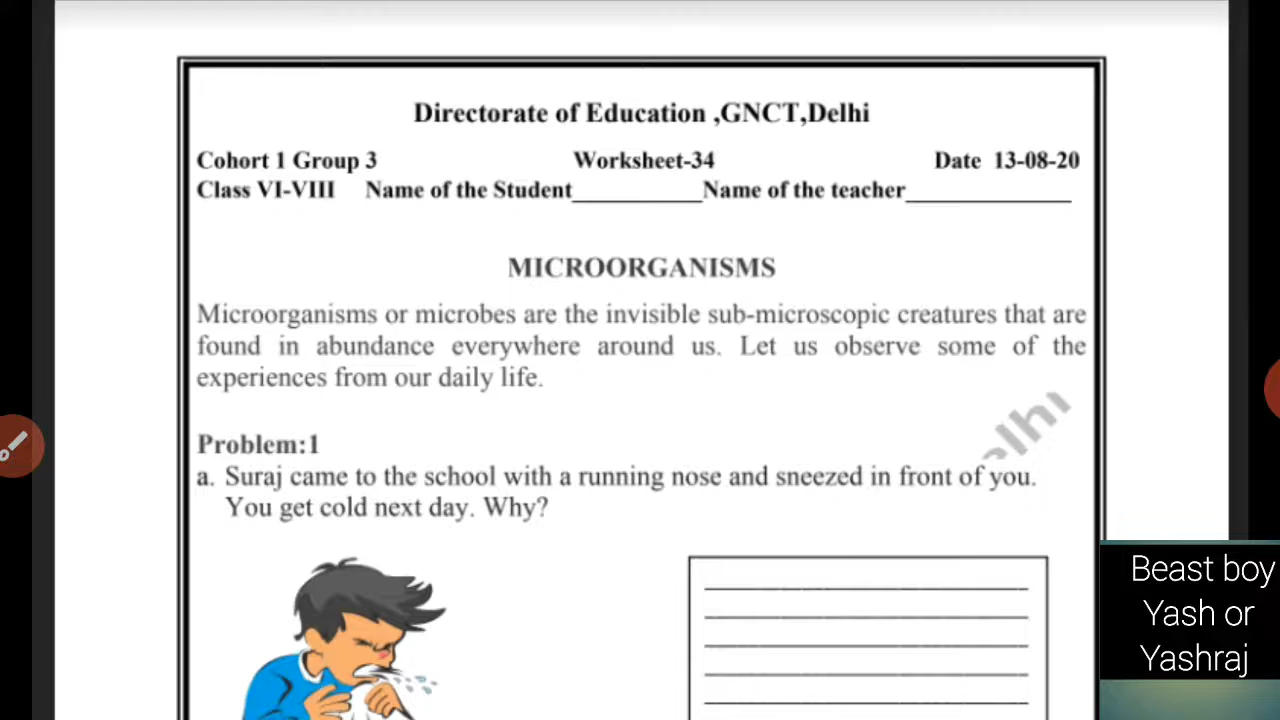 Directorate of Education ,GNCT,Delhi
Cohort 1 Group 3 Worksheet-34 Date 13-08-20
Class VI-VIII Name of the Student__________Name of the teacher_____________
MICROORGANISMS
Microorganisms or microbes are the invisible sub-microscopic creatures that are
found in abundance everywhere around us. Let us observe some of the
experiences from our daily life.
Problem:1
a. Suraj came to the school with a running nose and sneezed in front of you.
You get cold next day. Why?
Beast boy
Yash or
Yashraj